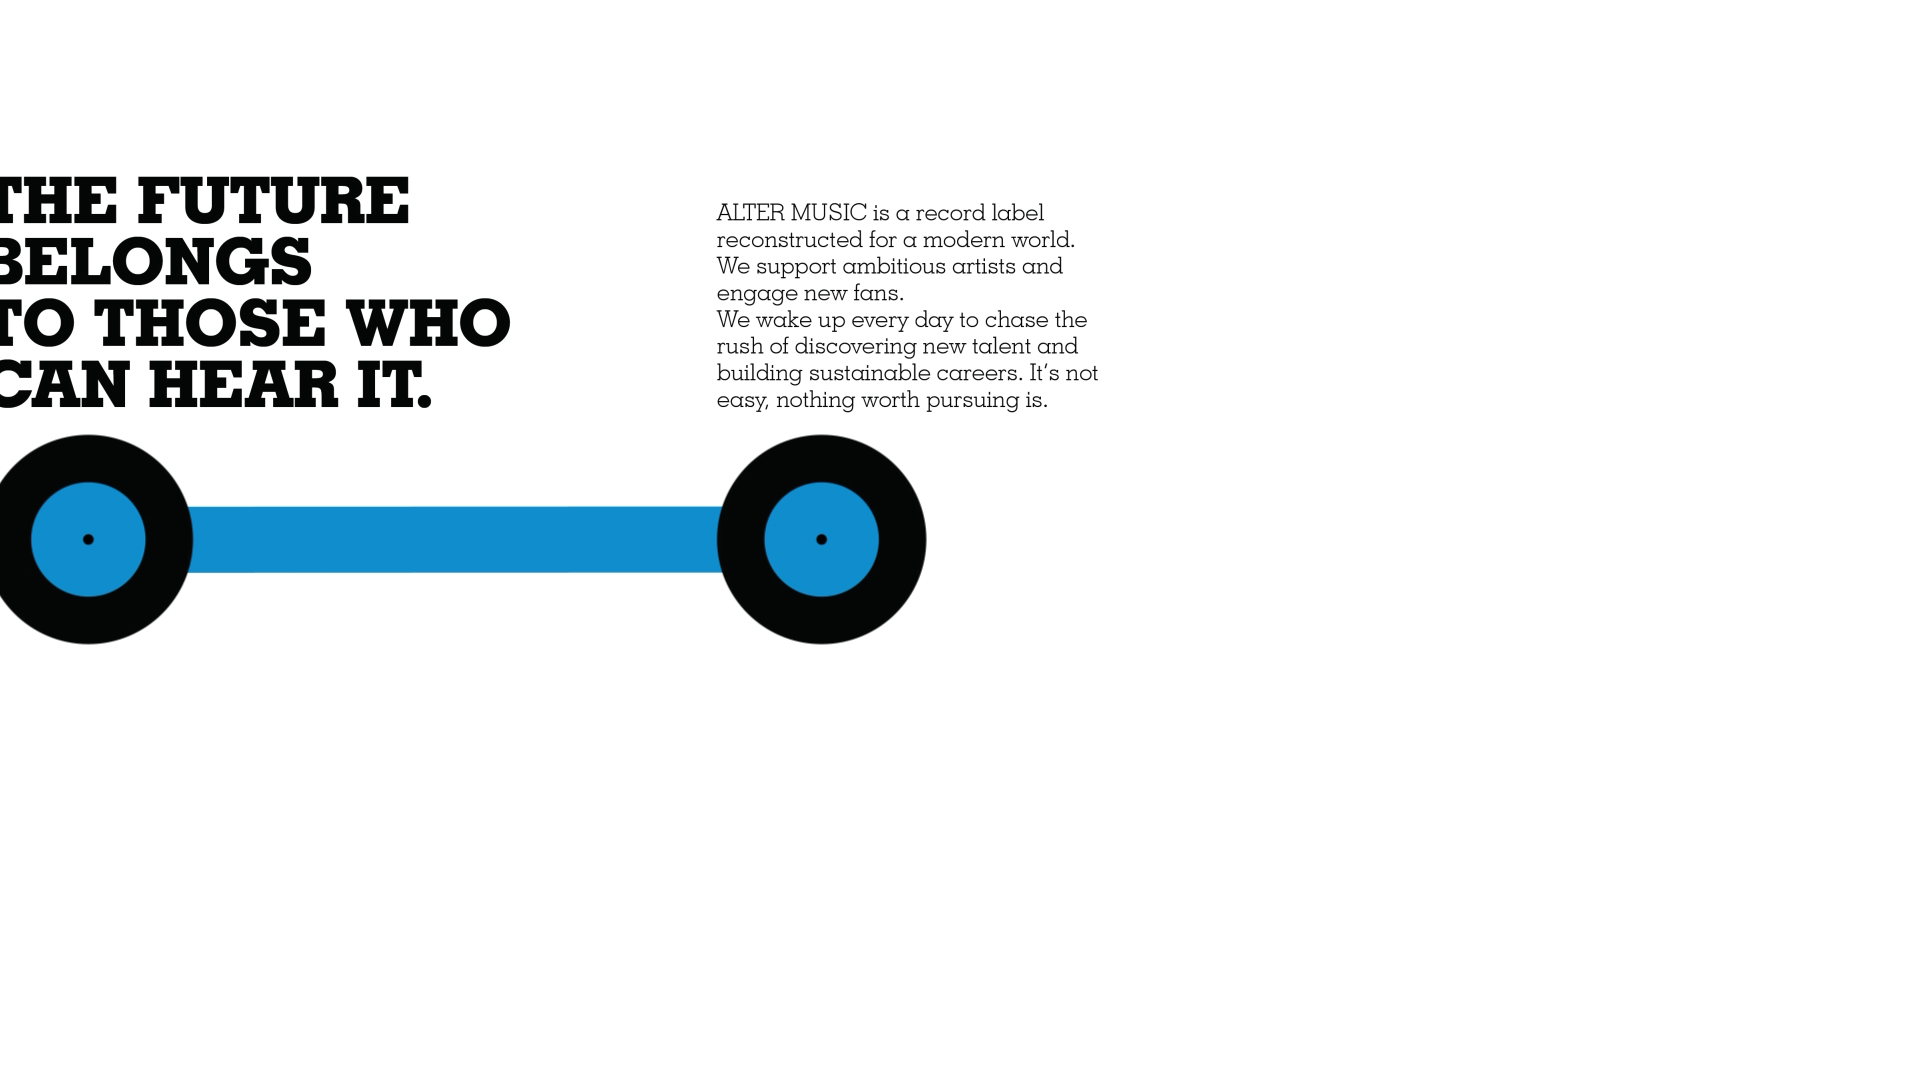 THE FUTURE
BELONGS
TO THOSE WHO
CAN HEAR IT.
ALTER MUSIC is a record label
reconstructed for a modern world.
We support ambitious artists and
engage new fans.
We wake up every day to chase the
rush of discovering new talent and
building sustainable careers. It’s not
easy, nothing worth pursuing is.